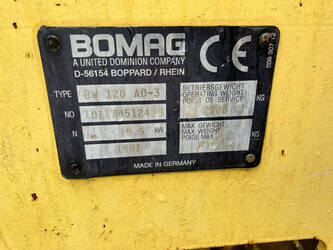 BOMAG
A UNITED DOMINION COMPANY
D-56154 BOPPARD / RHEIN
CE
TYPE BW 120 AD-3
BETRIEBSGEWICHT
OPERATING WEIGHT
POIDS DE SERVICE
KG
NO
N kW
MAX. GEWICHT
MAX. WEIGHT
POIDS MAX.
KG
MADE IN GERMANY